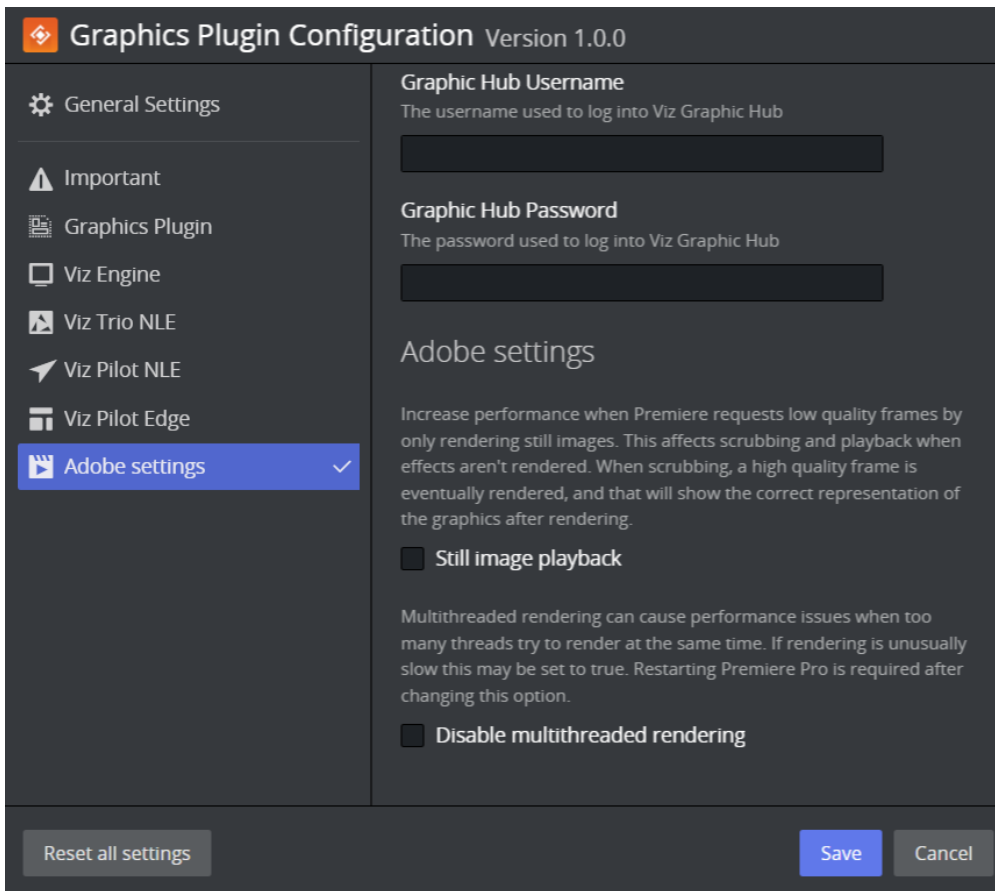 Graphics Plugin Configuration Version 1.0.0
General Settings
Important
Graphics Plugin
Viz Engine
Viz Trio NLE
Viz Pilot NLE
Viz Pilot Edge
Adobe settings
Graphic Hub Username
The username used to log into Viz Graphic Hub
Graphic Hub Password
The password used to log into Viz Graphic Hub
Adobe settings
Increase performance when Premiere requests low quality frames by
only rendering still images. This affects scrubbing and playback when
effects aren't rendered. When scrubbing, a high quality frame is
eventually rendered, and that will show the correct representation of
the graphics after rendering.
Still image playback
Multithreaded rendering can cause performance issues when too
many threads try to render at the same time. If rendering is unusually
slow this may be set to true. Restarting Premiere Pro is required after
changing this option.
Disable multithreaded rendering
Reset all settings
Save
Cancel